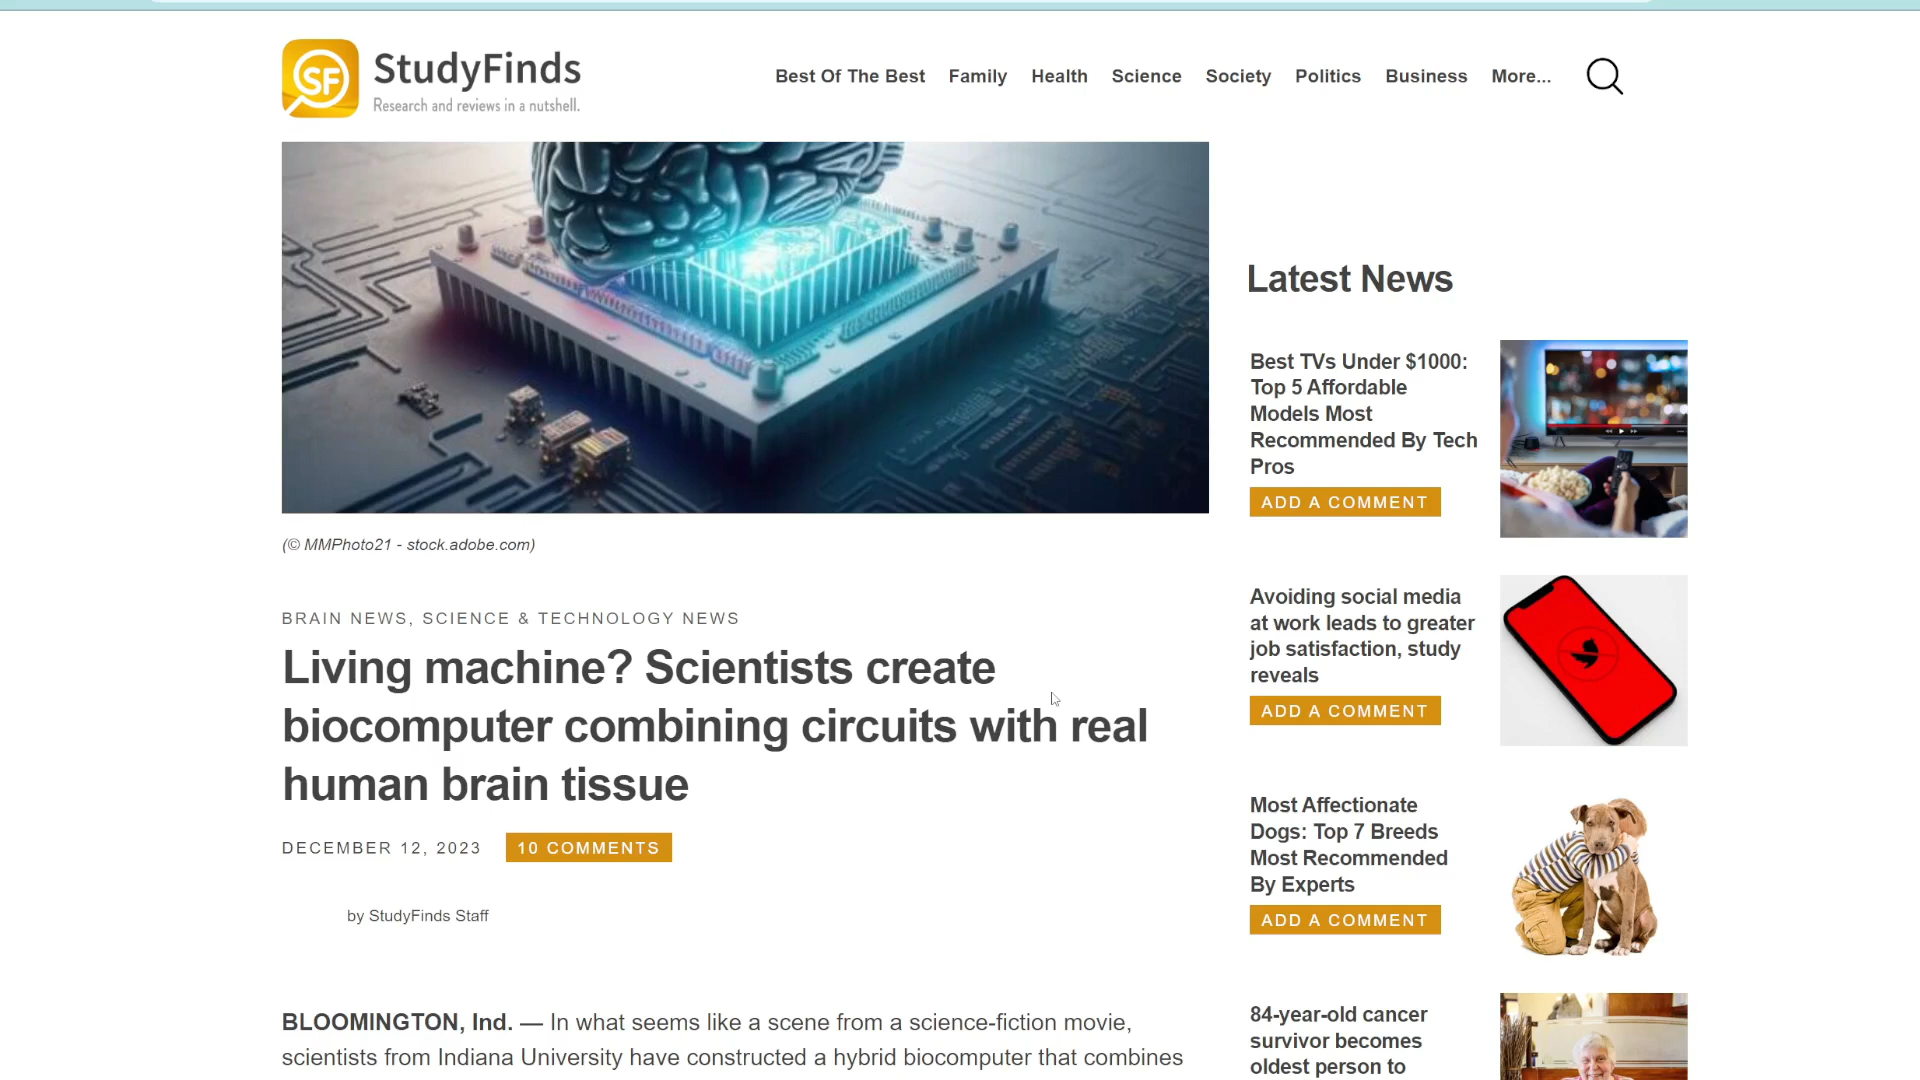 SF
StudyFinds
Research and reviews in a nutshell.
Best Of The Best Family Health Science Society Politics Business More...
(© MMPhoto21 - stock.adobe.com)
BRAIN NEWS, SCIENCE & TECHNOLOGY NEWS
Living machine? Scientists create
biocomputer combining circuits with real
human brain tissue
DECEMBER 12, 2023 10 COMMENTS
by StudyFinds Staff
BLOOMINGTON, Ind. — In what seems like a scene from a science-fiction movie,
scientists from Indiana University have constructed a hybrid biocomputer that combines
Latest News
Best TVs Under $1000:
Top 5 Affordable
Models Most
Recommended By Tech
Pros
ADD A COMMENT
Avoiding social media
at work leads to greater
job satisfaction, study
reveals
ADD A COMMENT
Most Affectionate
Dogs: Top 7 Breeds
Most Recommended
By Experts
ADD A COMMENT
84-year-old cancer
survivor becomes
oldest person to